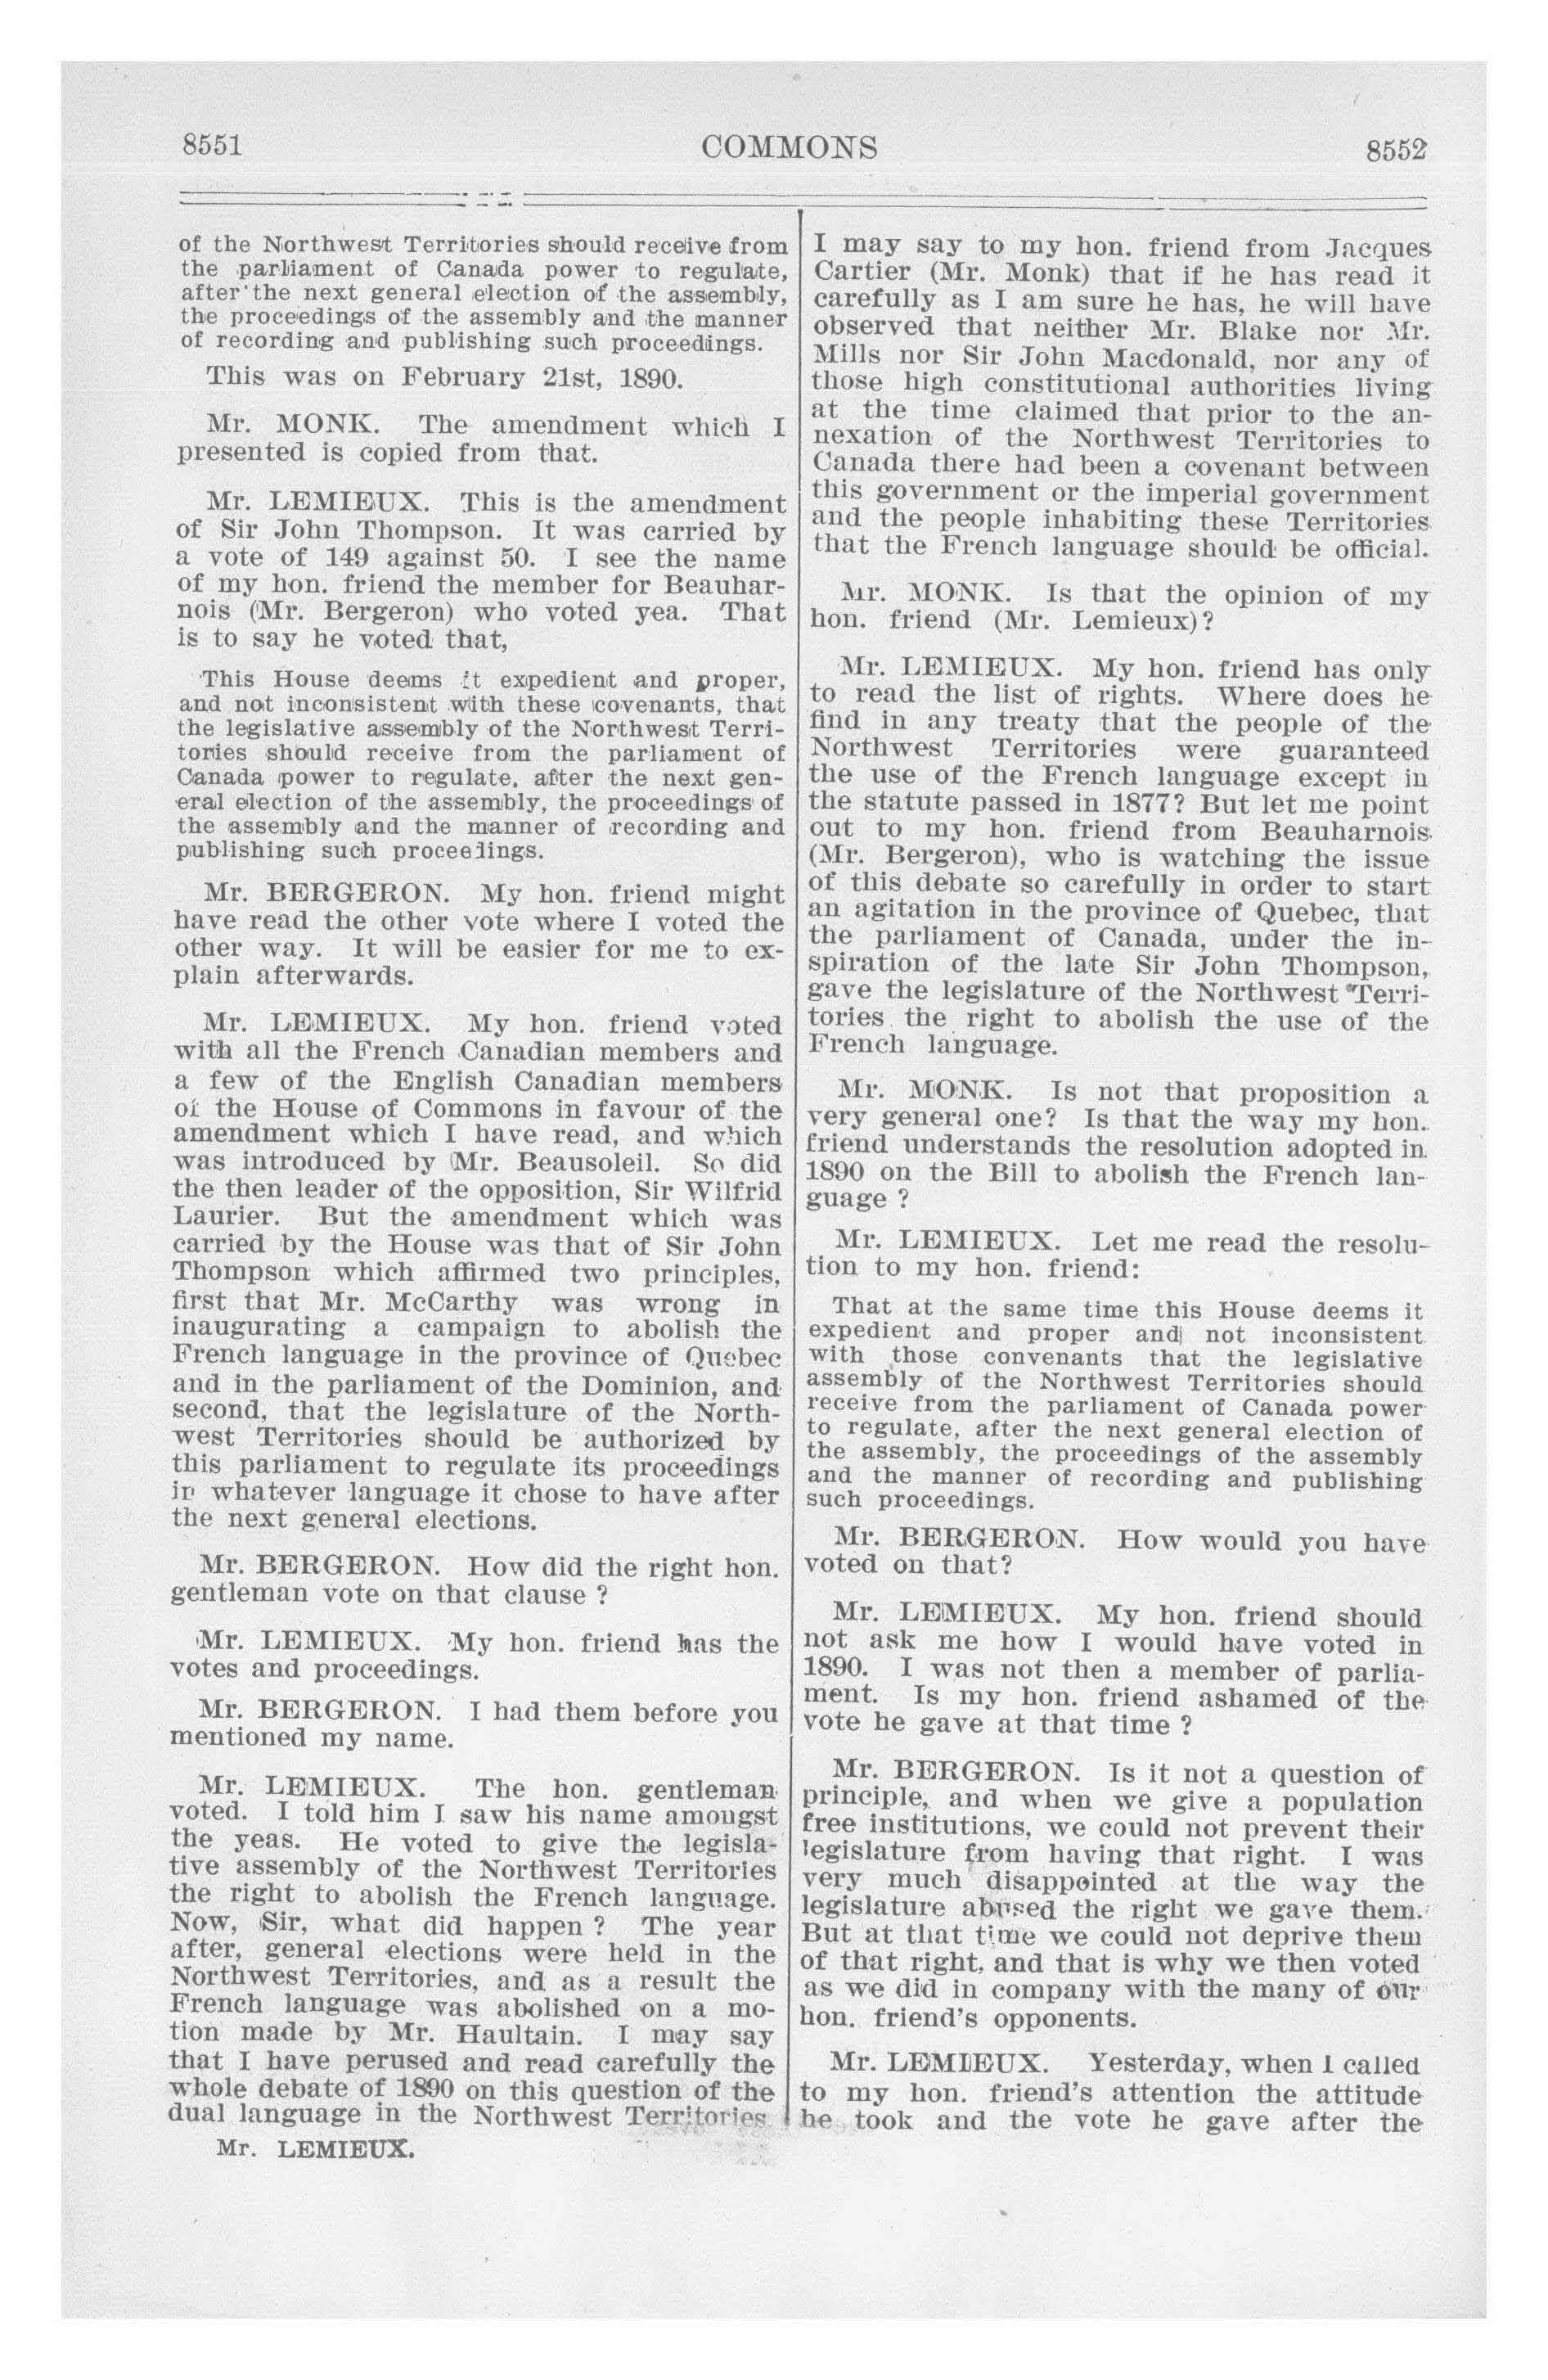 8551
COMMONS
8552
of the Northwest Territories should receive from
the parliament of Canada power to regulate,
after the next general election of the assembly,
the proceedings of the assembly and the manner
of recording and publishing such proceedings.
This was on February 21st, 1890.
Mr. MONK. The amendment which I
presented is copied from that.
Mr. LEMIEUX. This is the amendment
of Sir John Thompson. It was carried by
a vote of 149 against 50. I see the name
of my hon. friend the member for Beauhar-
nois (Mr. Bergeron) who voted yea. That
is to say he voted that,
This House deems it expedient and proper,
and not inconsistent with these covenants, that
the legislative assembly of the Northwest Terri-
tories should receive from the parliament of
Canada power to regulate, after the next gen-
eral election of the assembly, the proceedings of
the assembly and the manner of recording and
publishing such proceedings.
Mr. BERGERON. My hon. friend might
have read the other vote where I voted the
other way. It will be easier for me to ex-
plain afterwards.
Mr. LEMIEUX. My hon. friend voted
with all the French Canadian members and
a few of the English Canadian members
of the House of Commons in favour of the
amendment which I have read, and which
was introduced by Mr. Beausoleil. So did
the then leader of the opposition, Sir Wilfrid
Laurier. But the amendment which was
carried by the House was that of Sir John
Thompson which affirmed two principles,
first that Mr. McCarthy was wrong in
inaugurating a campaign to abolish the
French language in the province of Quebec
and in the parliament of the Dominion, and
second, that the legislature of the North-
west Territories should be authorized by
this parliament to regulate its proceedings
in whatever language it chose to have after
the next general elections.
Mr. BERGERON. How did the right hon.
gentleman vote on that clause ?
Mr. LEMIEUX. My hon. friend has the
votes and proceedings.
Mr. BERGERON. I had them before you
mentioned my name.
Mr. LEMIEUX. The hon. gentleman
voted. I told him I saw his name amongst
the yeas. He voted to give the legisla-
tive assembly of the Northwest Territories
the right to abolish the French language.
Now, Sir, what did happen ? The year
after, general elections were held in the
Northwest Territories, and as a result the
French language was abolished on a mo-
tion made by Mr. Haultain. I may say
that I have perused and read carefully the
whole debate of 1890 on this question of the
dual language in the Northwest Territories
Mr. LEMIEUX.
I may say to my hon. friend from Jacques
Cartier (Mr. Monk) that if he has read it
carefully as I am sure he has, he will have
observed that neither Mr. Blake nor Mr.
Mills nor Sir John Macdonald, nor any of
those high constitutional authorities living
at the time claimed that prior to the an-
nexation of the Northwest Territories to
Canada there had been a covenant between
this government or the imperial government
and the people inhabiting these Territories
that the French language should be official.
Mr. MONK. Is that the opinion of my
hon. friend (Mr. Lemieux)?
Mr. LEMIEUX. My hon. friend has only
to read the list of rights. Where does he
find in any treaty that the people of the
Northwest Territories were guaranteed
the use of the French language except in
the statute passed in 1877? But let me point
out to my hon. friend from Beauharnois
(Mr. Bergeron), who is watching the issue
of this debate so carefully in order to start
an agitation in the province of Quebec, that
the parliament of Canada, under the in-
spiration of the late Sir John Thompson,
gave the legislature of the Northwest Terri-
tories the right to abolish the use of the
French language.
Mr. MONK. Is not that proposition a
very general one? Is that the way my hon.
friend understands the resolution adopted in
1890 on the Bill to abolish the French lan-
guage ?
Mr. LEMIEUX. Let me read the resolu-
tion to my hon. friend:
That at the same time this House deems it
expedient and proper and not inconsistent
with those convenants that the legislative
assembly of the Northwest Territories should
receive from the parliament of Canada power
to regulate, after the next general election of
the assembly, the proceedings of the assembly
and the manner of recording and publishing
such proceedings.
Mr. BERGERON. How would you have
voted on that?
Mr. LEMIEUX. My hon. friend should
not ask me how I would have voted in
1890. I was not then a member of parlia-
ment. Is my hon. friend ashamed of the
vote he gave at that time ?
Mr. BERGERON. Is it not a question of
principle, and when we give a population
free institutions, we could not prevent their
legislature from having that right. I was
very much disappointed at the way the
legislature abused the right we gave them.
But at that time we could not deprive them
of that right, and that is why we then voted
as we did in company with the many of our
hon. friend's opponents.
Mr. LEMIEUX. Yesterday, when I called
to my hon. friend's attention the attitude
he took and the vote he gave after the